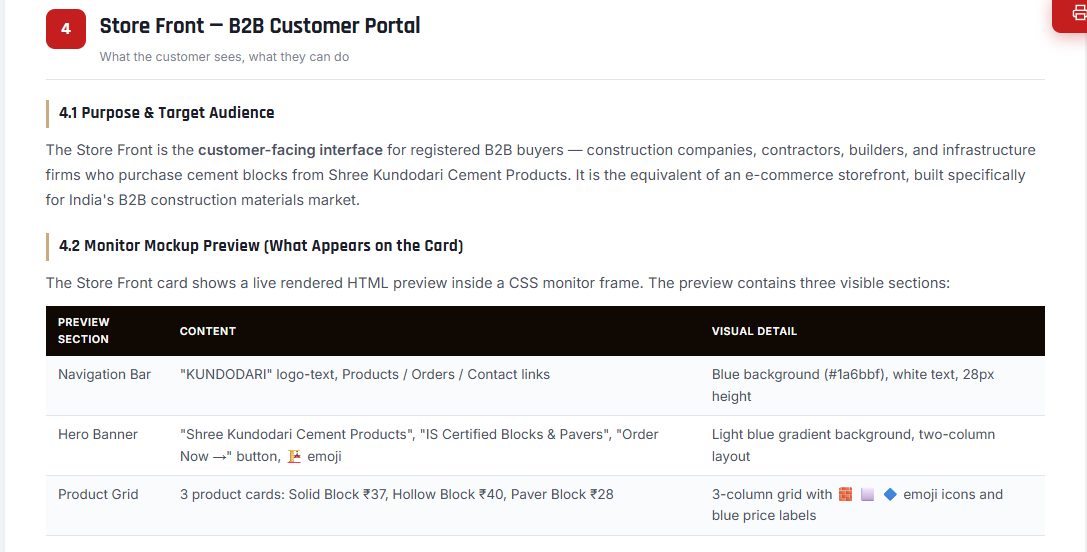 4
Store Front — B2B Customer Portal
What the customer sees, what they can do
4.1 Purpose & Target Audience
The Store Front is the customer-facing interface for registered B2B buyers — construction companies, contractors, builders, and infrastructure
firms who purchase cement blocks from Shree Kundodari Cement Products. It is the equivalent of an e-commerce storefront, built specifically
for India's B2B construction materials market.
4.2 Monitor Mockup Preview (What Appears on the Card)
The Store Front card shows a live rendered HTML preview inside a CSS monitor frame. The preview contains three visible sections:
PREVIEW
SECTION
CONTENT
VISUAL DETAIL
Navigation Bar
"KUNDODARI" logo-text, Products / Orders / Contact links
Blue background (#1a6bbf), white text, 28px
height
Hero Banner
"Shree Kundodari Cement Products", "IS Certified Blocks & Pavers", "Order
Now →" button, 🏗 emoji
Light blue gradient background, two-column
layout
Product Grid
3 product cards: Solid Block ₹37, Hollow Block ₹40, Paver Block ₹28
3-column grid with 🧱 ⬜ 🔷 emoji icons and
blue price labels